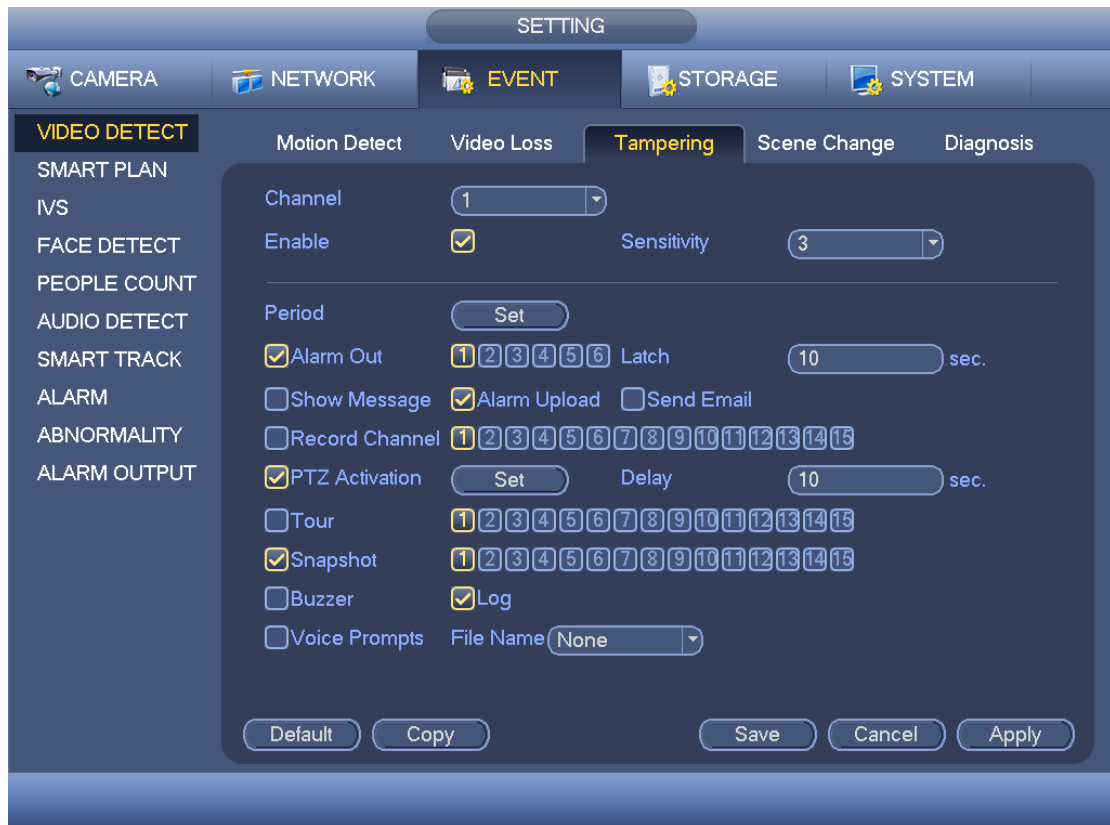 SETTING
CAMERA NETWORK EVENT STORAGE SYSTEM
VIDEO DETECT
SMART PLAN
IVS
FACE DETECT
PEOPLE COUNT
AUDIO DETECT
SMART TRACK
ALARM
ABNORMALITY
ALARM OUTPUT
Motion Detect Video Loss Tampering Scene Change Diagnosis
Channel 1
Enable Sensitivity 3
Period Set
Alarm Out 1 2 3 4 5 6 Latch 10 sec.
Show Message Alarm Upload Send Email
Record Channel 1 2 3 4 5 6 7 8 9 10 11 12 13 14 15
PTZ Activation Set Delay 10 sec.
Tour 1 2 3 4 5 6 7 8 9 10 11 12 13 14 15
Snapshot 1 2 3 4 5 6 7 8 9 10 11 12 13 14 15
Buzzer Log
Voice Prompts File Name None
Default Copy Save Cancel Apply